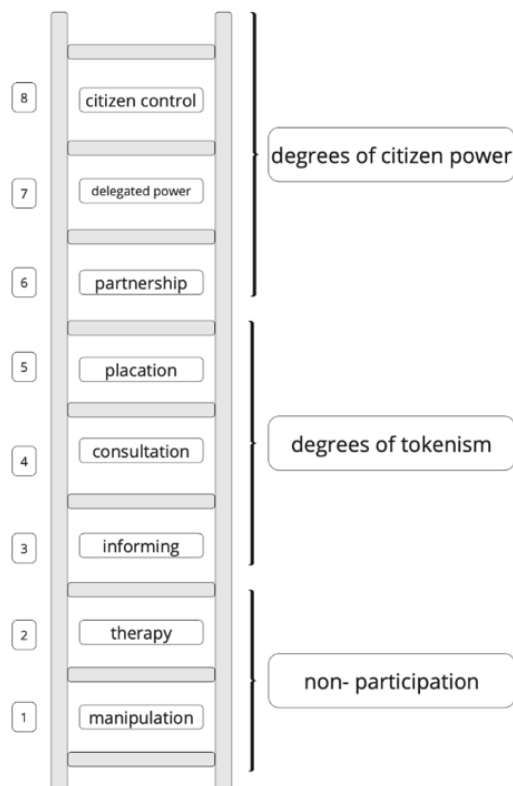 8
citizen control
degrees of citizen power
7
delegated power
6
partnership
5
placation
degrees of tokenism
4
consultation
3
informing
2
therapy
non- participation
1
manipulation